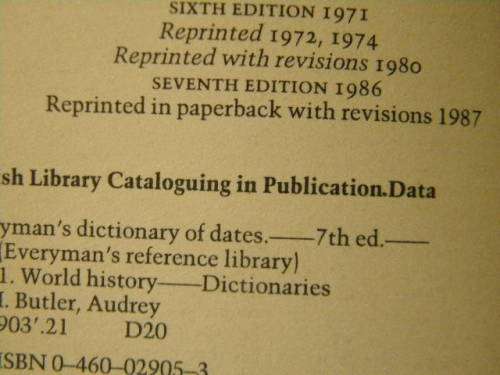 SIXTH EDITION 1971
Reprinted 1972, 1974
Reprinted with revisions 1980
SEVENTH EDITION 1986
Reprinted in paperback with revisions 1987
sh Library Cataloguing in Publication.Data
yman's dictionary of dates.——7th ed.——
(Everyman's reference library)
1. World history——Dictionaries
I. Butler, Audrey
903'.21 D20
ISBN 0–460–02905–3